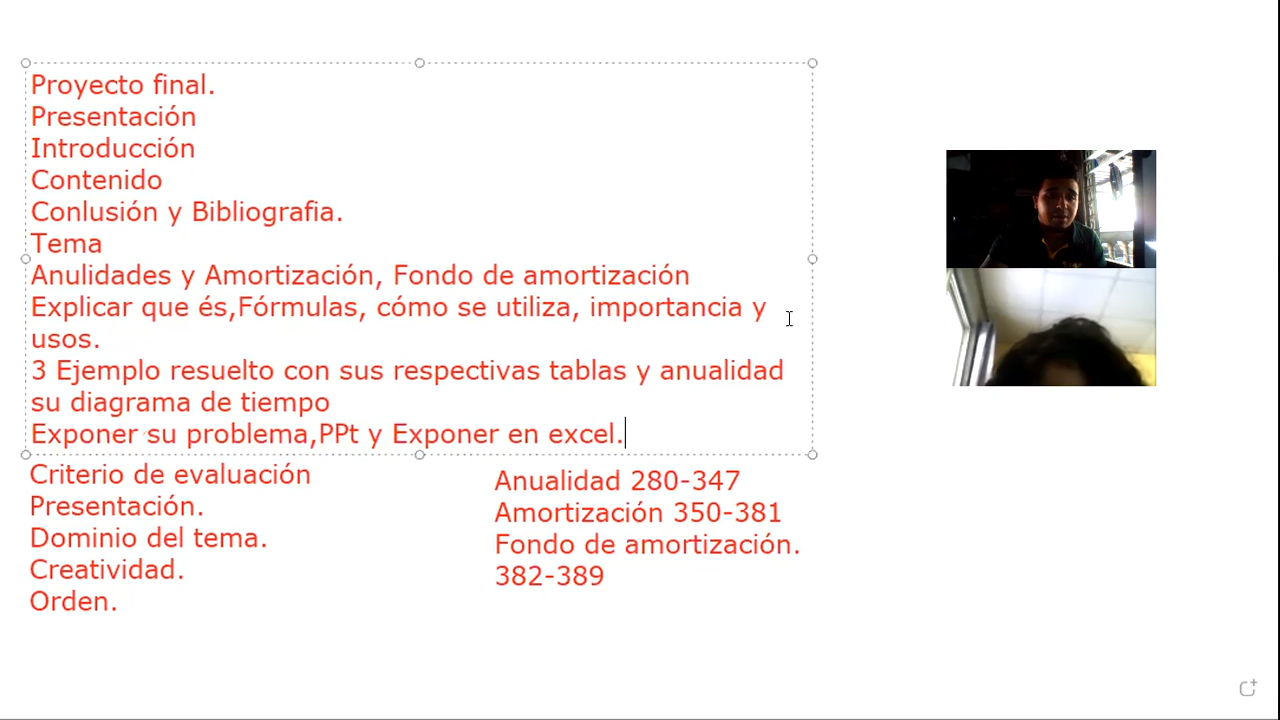 Proyecto final.
Presentación
Introducción
Contenido
Conlusión y Bibliografia.
Tema
Anulidades y Amortización, Fondo de amortización
Explicar que és,Fórmulas, cómo se utiliza, importancia y
usos.
3 Ejemplo resuelto con sus respectivas tablas y anualidad
su diagrama de tiempo
Exponer su problema,PPt y Exponer en excel.
Criterio de evaluación
Presentación.
Dominio del tema.
Creatividad.
Orden.
Anualidad 280-347
Amortización 350-381
Fondo de amortización.
382-389